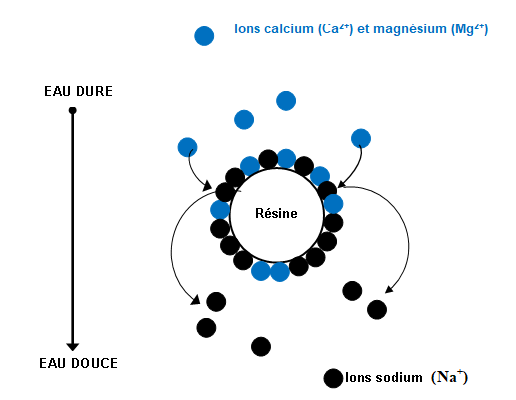 Ions calcium (Ca²⁺) et magnésium (Mg²⁺)
EAU DURE
Résine
EAU DOUCE
Ions sodium (Na⁺)